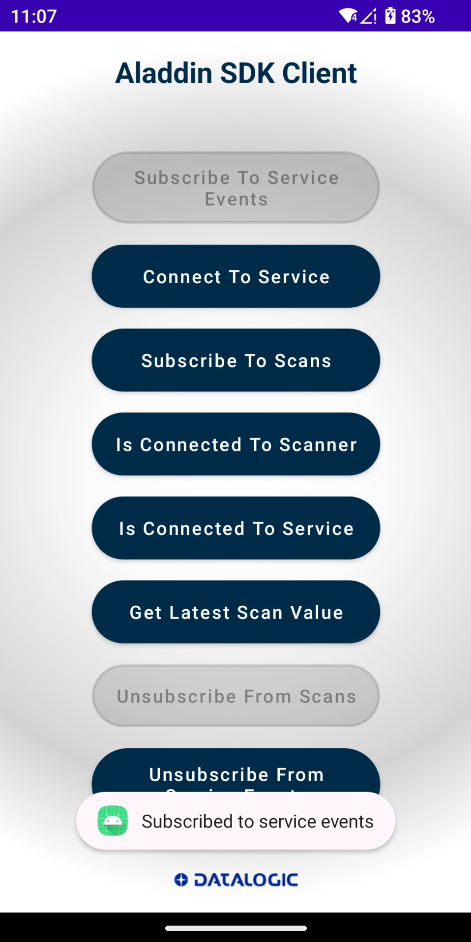 11:07
4
83%
Aladdin SDK Client
Subscribe To Service
Events
Connect To Service
Subscribe To Scans
Is Connected To Scanner
Is Connected To Service
Get Latest Scan Value
Unsubscribe From Scans
Unsubscribe From
Subscribed to service events
DATALOGIC